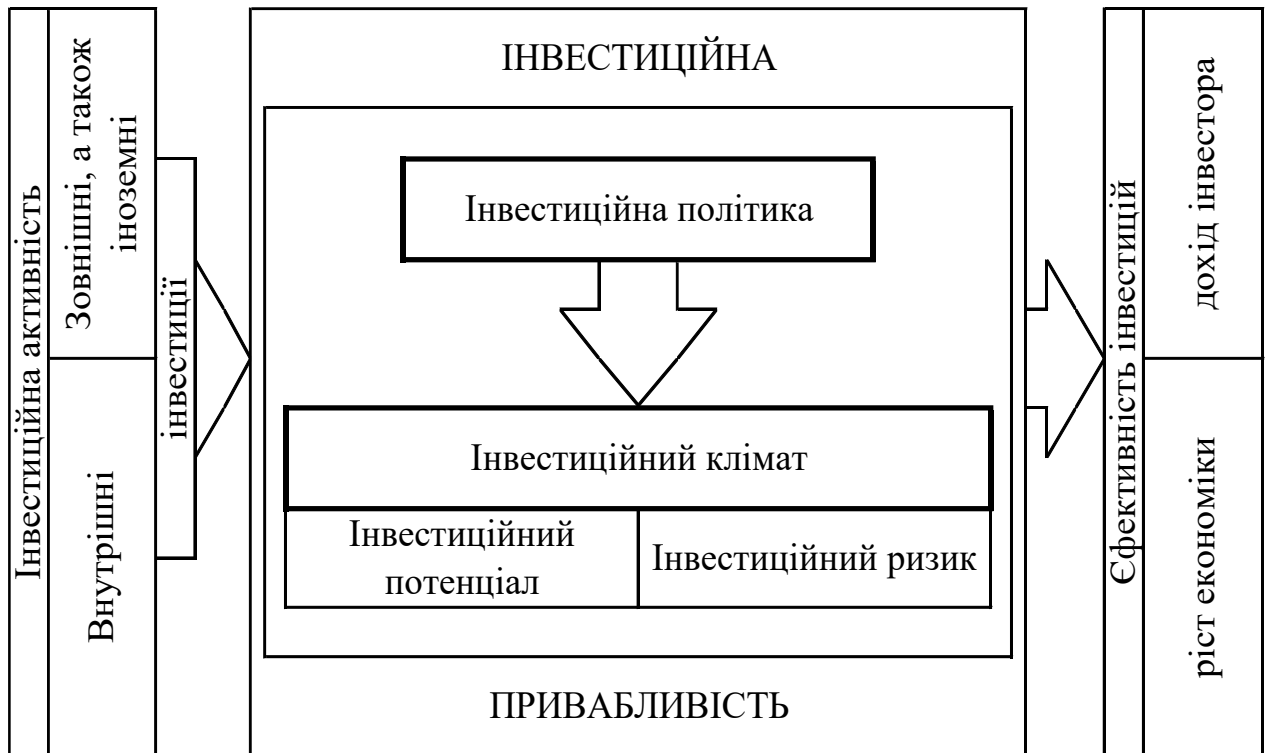 Інвестиційна активність
Зовнішні, а також
іноземні
Внутрішні
інвестиції
ІНВЕСТИЦІЙНА
Інвестиційна політика
Інвестиційний клімат
Інвестиційний
потенціал
Інвестиційний ризик
ПРИВАБЛИВІСТЬ
Єфективність інвестицій
дохід інвестора
ріст економіки